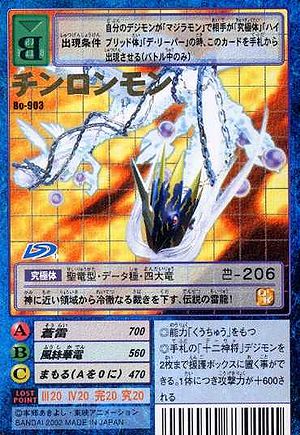 自分のデジモンが「マジラモン」で相手が「究極体」「ハイ
出現条件
ブリッド体」「デ・リーパー」の時、このカードを手札から
出現させる(バトル中のみ)
チンロンモン
Bo-903
究極体
聖竜型・データ種・四大竜
-206
神に近い領域から冷徹なる裁きを下す、伝説の雷龍!
A
蒼雷
700
B
560
C
まもる(Aを0に)
470
◎能力「くうちゅう」をもつ
◎手札の「十二神将」デジモンを
2枚まで援護ボックスに置く事がで
きる。1体につき攻撃力が+600さ
れる
LOST
POINT
Ⅲ20 Ⅳ20 完20 究20
©本郷あきよし・東映アニメーション
BANDAI 2002 MADE IN JAPAN